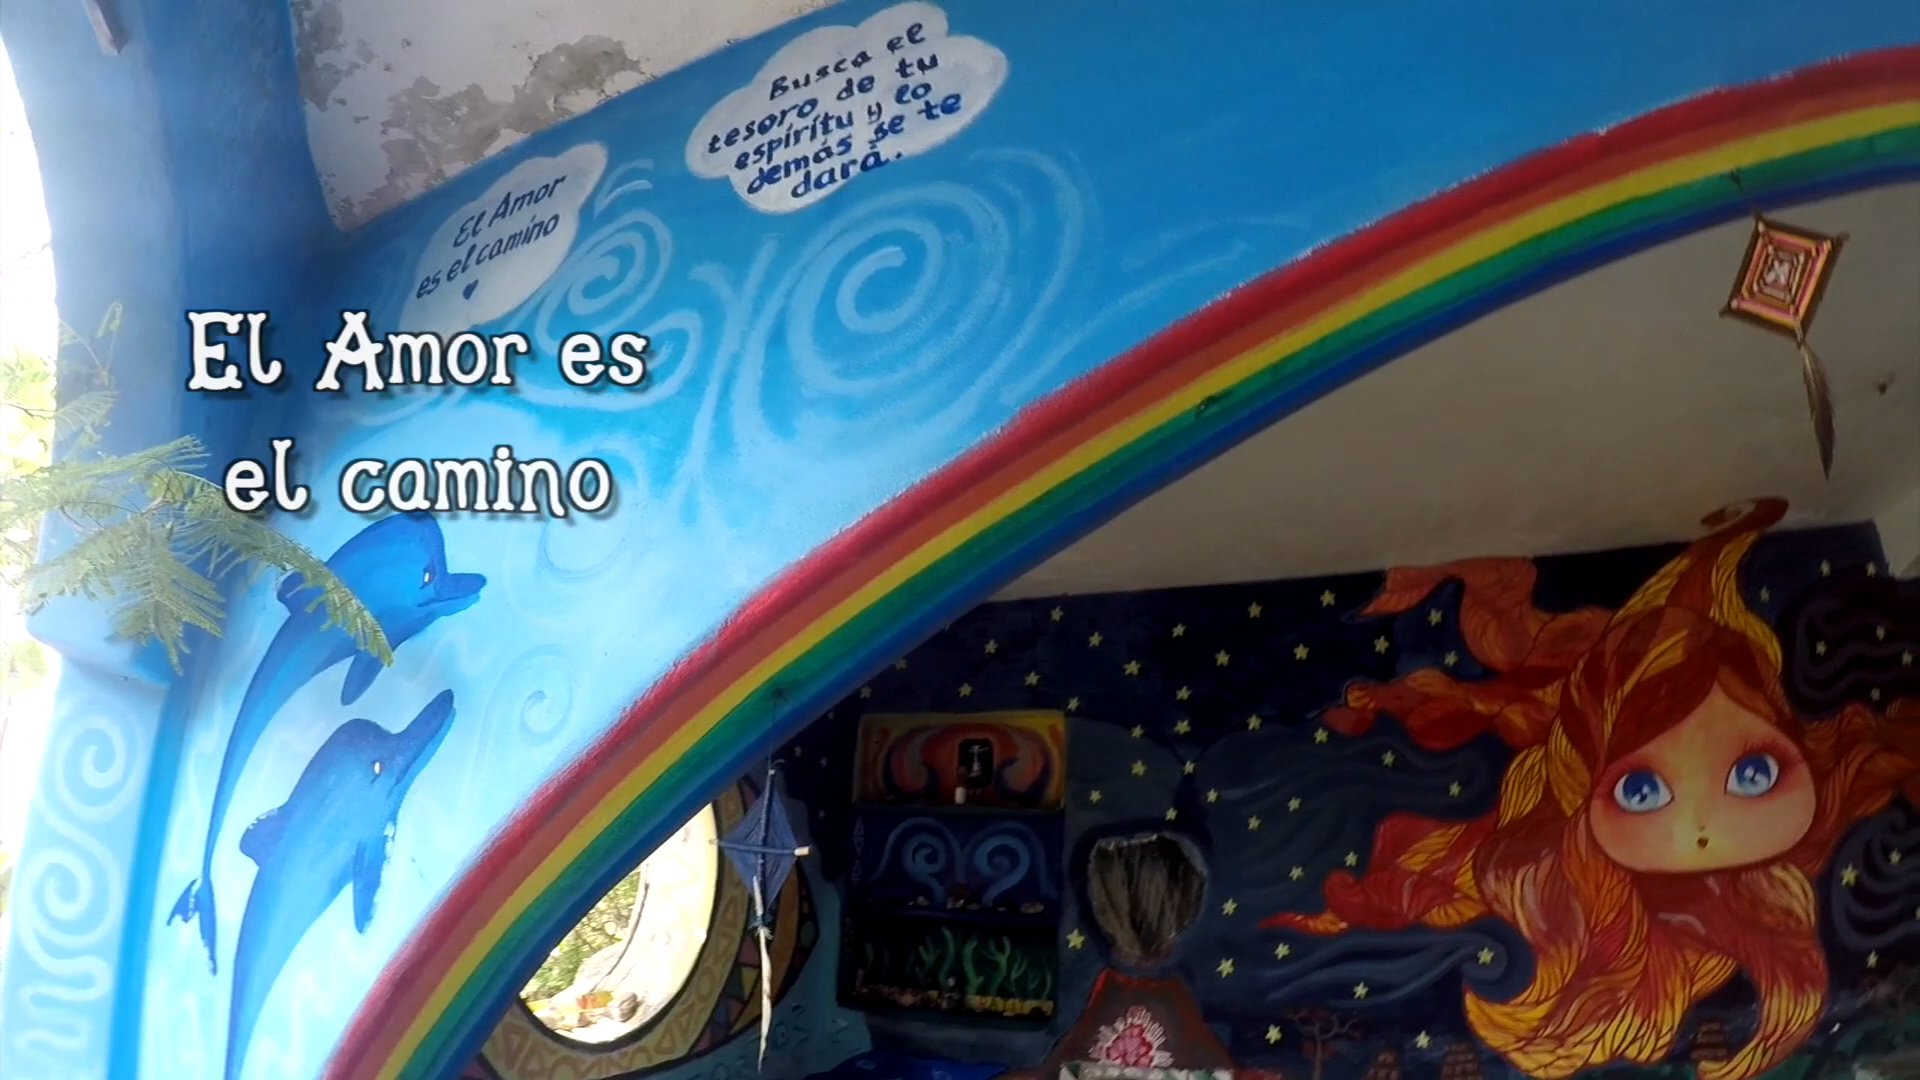 Busca el
tesoro de tu
espíritu y lo
demás se te
dará.
El Amor
es el camino
El Amor es
el camino